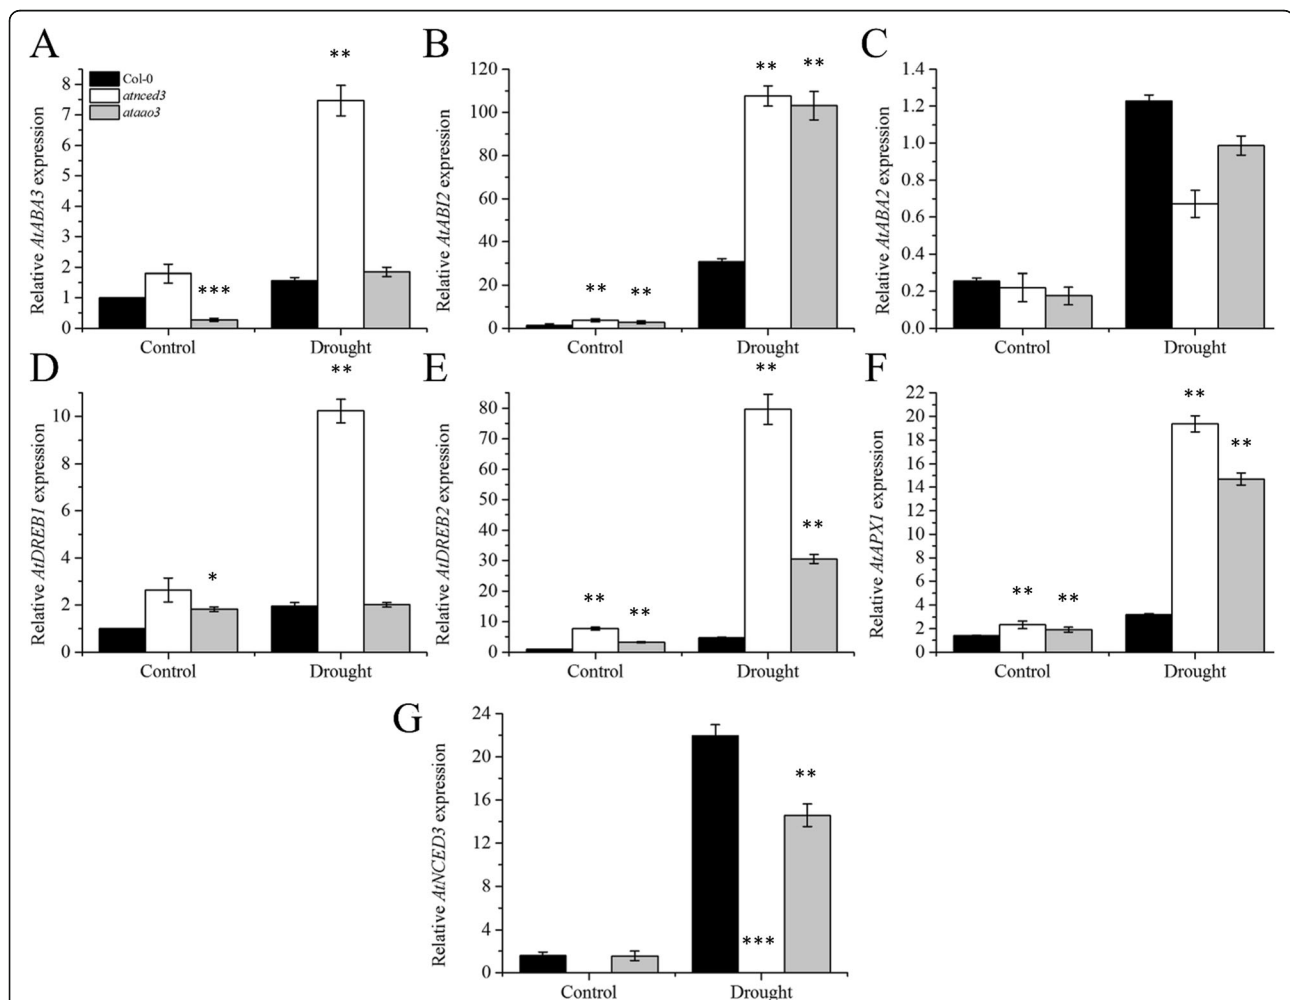 A
Relative AtABA3 expression
8
7
6
5
4
3
2
1
0
Col-0
atnced3
ataao3
***
**
Control
Drought
B
Relative AtABI2 expression
120
100
80
60
40
20
0
**
**
**
**
Control
Drought
C
Relative AtABA2 expression
1.4
1.2
1.0
0.8
0.6
0.4
0.2
0.0
Control
Drought
D
Relative AtDREB1 expression
10
8
6
4
2
0
*
**
Control
Drought
E
Relative AtDREB2 expression
80
70
60
50
40
30
20
10
0
**
**
**
**
Control
Drought
F
Relative AtAPX1 expression
22
20
18
16
14
12
10
8
6
4
2
0
**
**
**
**
Control
Drought
G
Relative AtNCED3 expression
24
20
16
12
8
4
0
***
**
Control
Drought